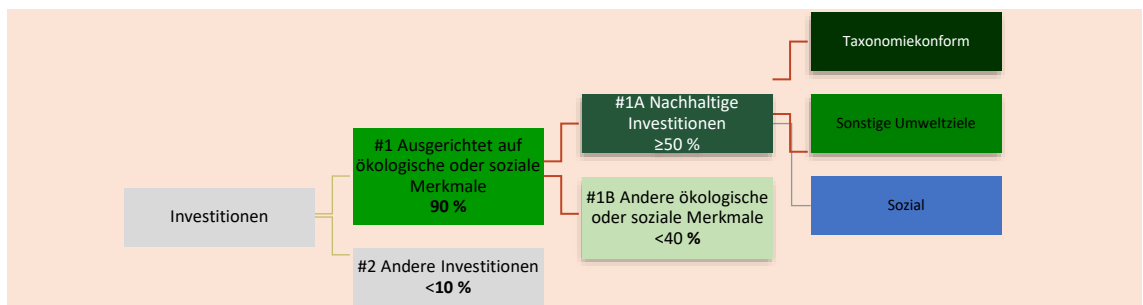 Investitionen
#1 Ausgerichtet auf
ökologische oder soziale
Merkmale
90 %
#2 Andere Investitionen
<10 %
#1A Nachhaltige
Investitionen
≥50 %
#1B Andere ökologische
oder soziale Merkmale
<40 %
Taxonomiekonform
Sonstige Umweltziele
Sozial